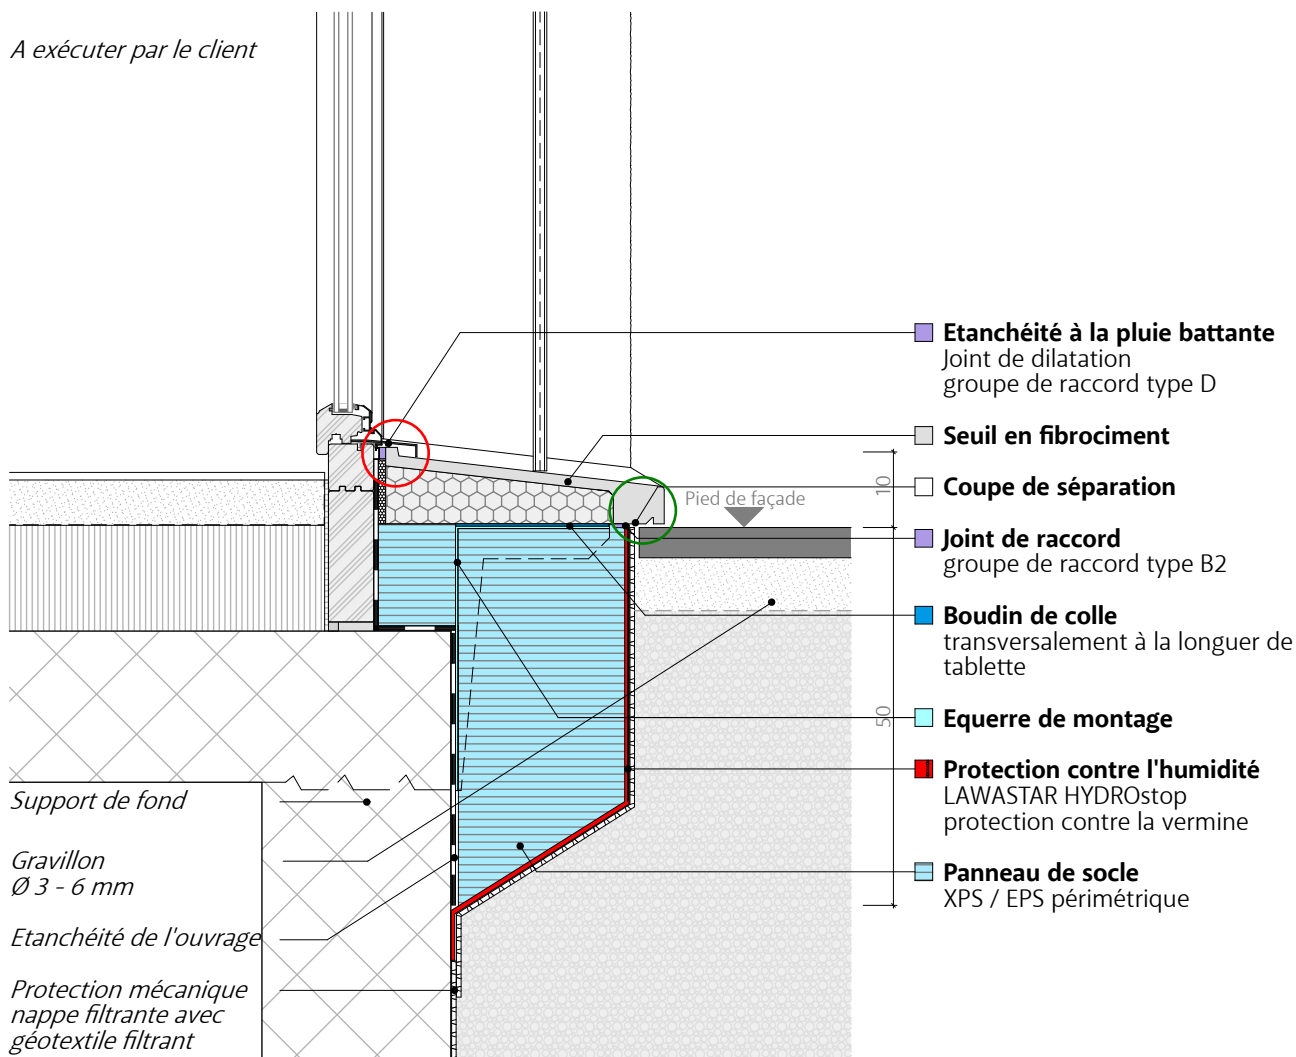 A exécuter par le client
Etanchéité à la pluie battante
Joint de dilatation
groupe de raccord type D
Seuil en fibrociment
10
Coupe de séparation
Pied de façade
Joint de raccord
groupe de raccord type B2
Boudin de colle
transversalement à la longuer de
tablette
50
Equerre de montage
Protection contre l'humidité
LAWASTAR HYDROstop
protection contre la vermine
Panneau de socle
XPS / EPS périmétrique
Support de fond
Gravillon
Ø 3 - 6 mm
Etanchéité de l'ouvrage
Protection mécanique
nappe filtrante avec
géotextile filtrant